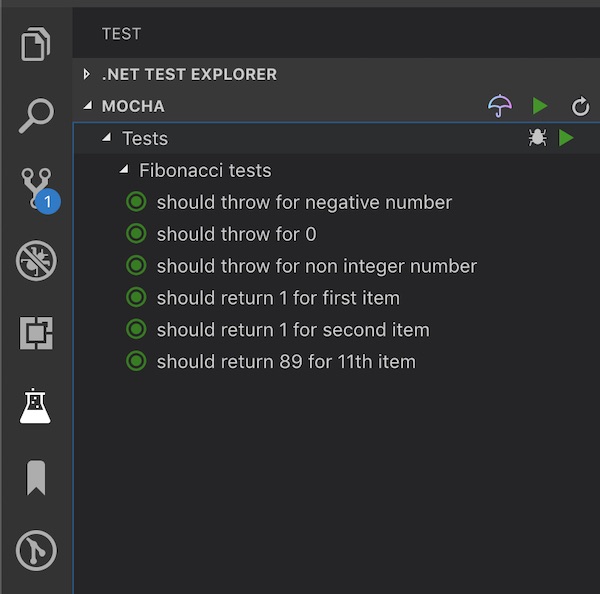 TEST
.NET TEST EXPLORER
MOCHA
Tests
Fibonacci tests
should throw for negative number
1
should throw for 0
should throw for non integer number
should return 1 for first item
should return 1 for second item
should return 89 for 11th item